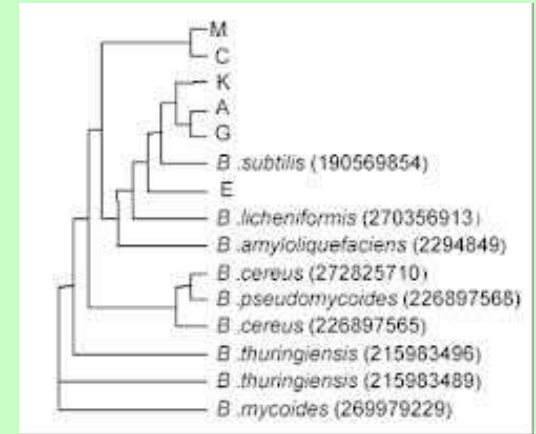 M
C
K
A
G
B .subtilis (190569854)
E
B .licheniformis (270356913)
B .amyloliquefaciens (2294849)
B .cereus (272825710)
B .pseudomycoides (226897568)
B .cereus (226897565)
B .thuringiensis (215983496)
B .thuringiensis (215983489)
B .mycoides (269979229)